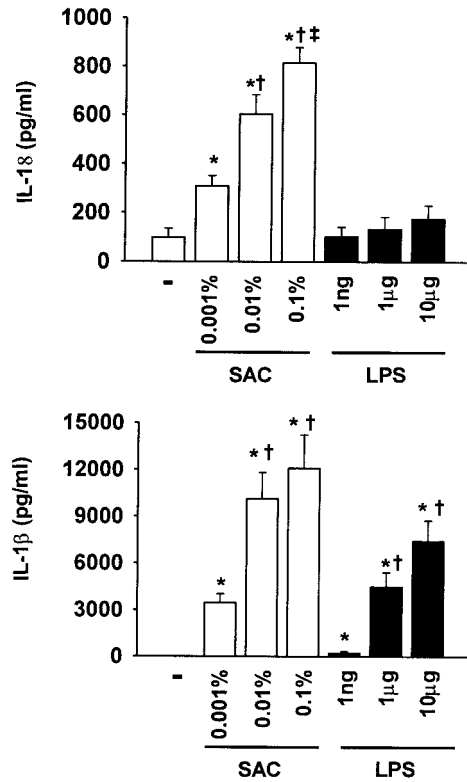 1000
800
600
400
200
0
IL-18 (pg/ml)
*
*†
*†‡
-
0.001%
0.01%
0.1%
1ng
1µg
10µg
SAC
LPS
15000
12000
9000
6000
3000
0
IL-1β (pg/ml)
*
* †
* †
*
*†
* †
-
0.001%
0.01%
0.1%
1ng
1µg
10µg
SAC
LPS